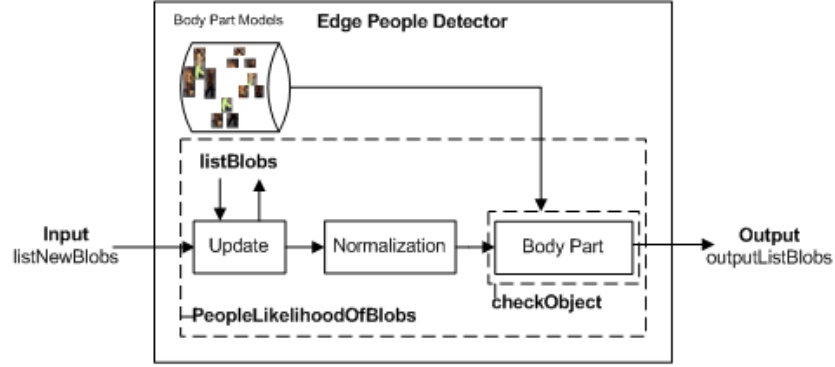 Body Part Models
Edge People Detector
listBlobs
Input
listNewBlobs
Update
Normalization
Body Part
Output
outputListBlobs
checkObject
PeopleLikelihoodOfBlobs